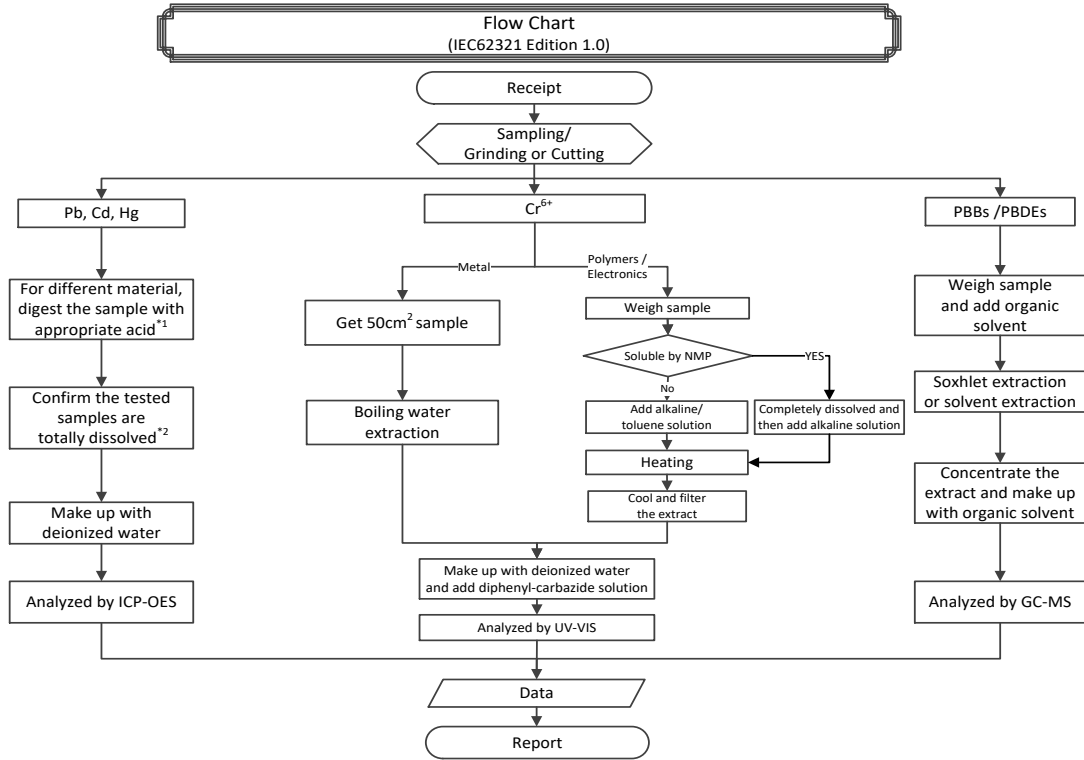 Flow Chart
(IEC62321 Edition 1.0)
Receipt
Sampling/
Grinding or Cutting
Pb, Cd, Hg
For different material,
digest the sample with
appropriate acid*1
Confirm the tested
samples are
totally dissolved*2
Make up with
deionized water
Analyzed by ICP-OES
Cr6+
Metal
Get 50cm2 sample
Boiling water
extraction
Polymers /
Electronics
Weigh sample
Soluble by NMP
YES
No
Add alkaline/
toluene solution
Completely dissolved and
then add alkaline solution
Heating
Cool and filter
the extract
Make up with deionized water
and add diphenyl-carbazide solution
Analyzed by UV-VIS
PBBs /PBDEs
Weigh sample
and add organic
solvent
Soxhlet extraction
or solvent extraction
Concentrate the
extract and make up
with organic solvent
Analyzed by GC-MS
Data
Report